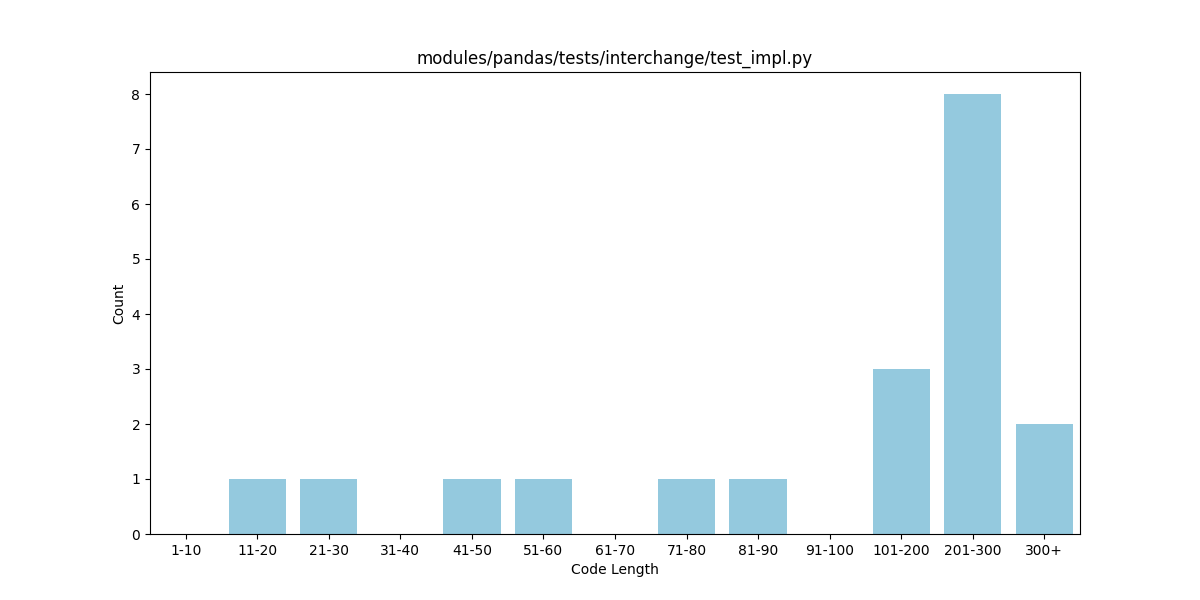 modules/pandas/tests/interchange/test_impl.py
8
7
6
5
4
3
2
1
0
Count
1-10 11-20 21-30 31-40 41-50 51-60 61-70 71-80 81-90 91-100 101-200 201-300 300+
Code Length